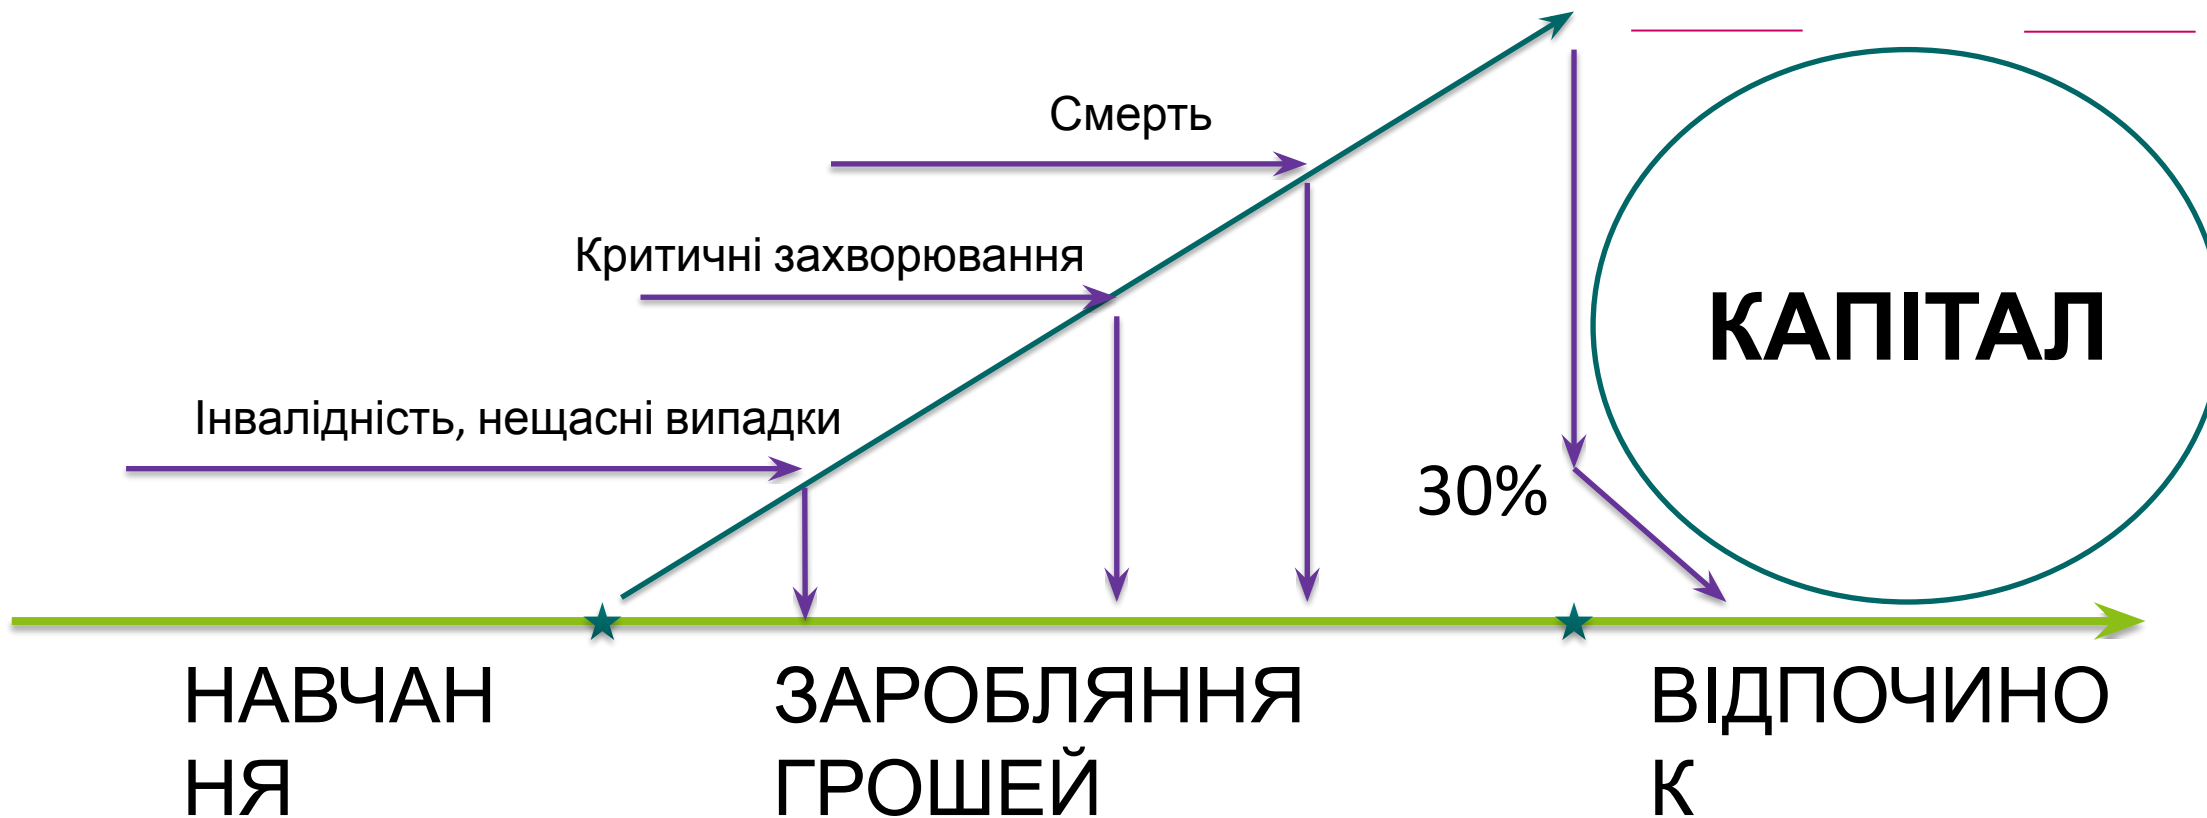 Смерть
Критичні захворювання
КАПІТАЛ
Інвалідність, нещасні випадки
30%
НАВЧАН
НЯ
ЗАРОБЛЯННЯ
ГРОШЕЙ
ВІДПОЧИНО
К